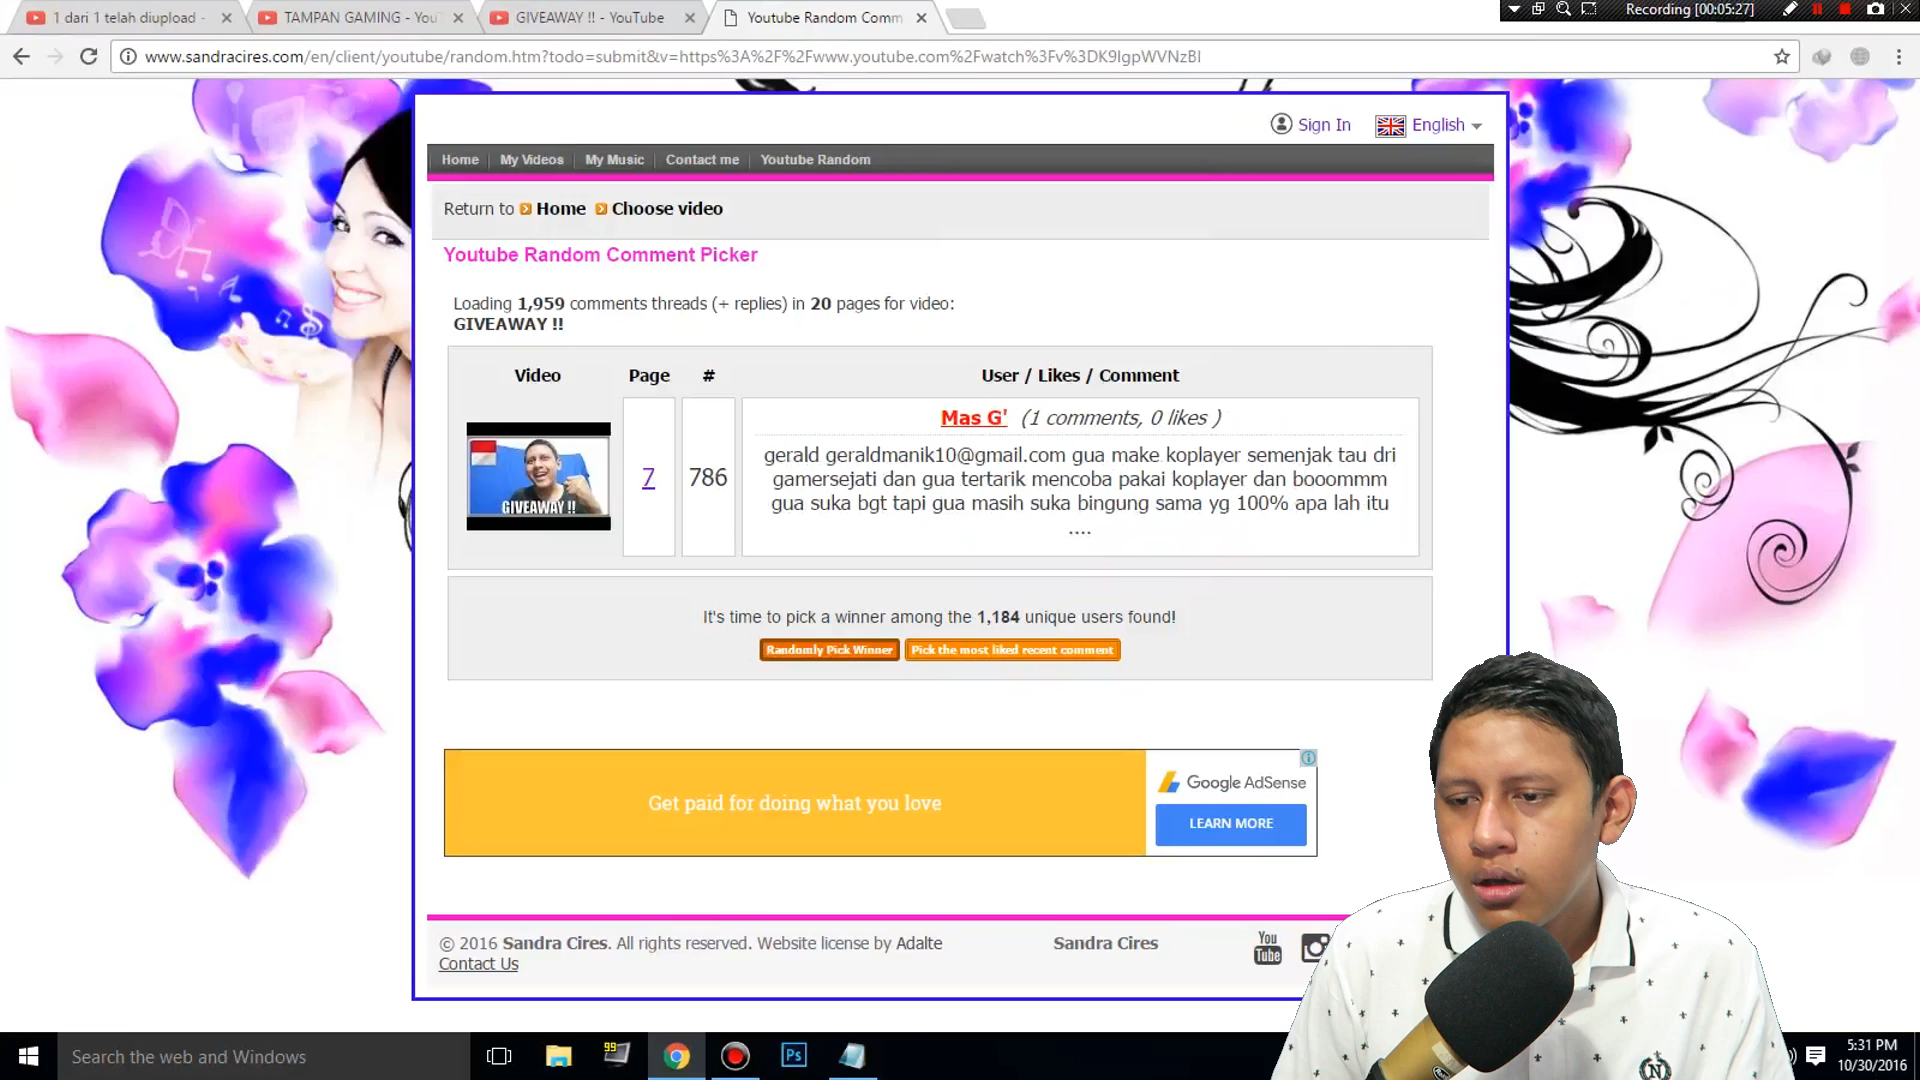 1 dari 1 telah diupload -
TAMPAN GAMING - You
GIVEAWAY !! - YouTube
Youtube Random Comm
Recording [00:05:27]
www.sandracires.com/en/client/youtube/random.htm?todo=submit&v=https%3A%2F%2Fwww.youtube.com%2Fwatch%3Fv%3DK9IgpWVNzBI
Sign In
English
Home
My Videos
My Music
Contact me
Youtube Random
Return to Home Choose video
Youtube Random Comment Picker
Loading 1,959 comments threads (+ replies) in 20 pages for video:
GIVEAWAY !!
Video
Page
#
User / Likes / Comment
GIVEAWAY !!
7
786
Mas G' (1 comments, 0 likes )
gerald geraldmanik10@gmail.com gua make koplayer semenjak tau dri
gamersejati dan gua tertarik mencoba pakai koplayer dan booommm
gua suka bgt tapi gua masih suka bingung sama yg 100% apa lah itu
....
It's time to pick a winner among the 1,184 unique users found!
Randomly Pick Winner
Pick the most liked recent comment
Get paid for doing what you love
Google AdSense
LEARN MORE
© 2016 Sandra Cires. All rights reserved. Website license by Adalte
Contact Us
Sandra Cires
You
Tube
Search the web and Windows
99
Ps
N
5:31 PM
10/30/2016